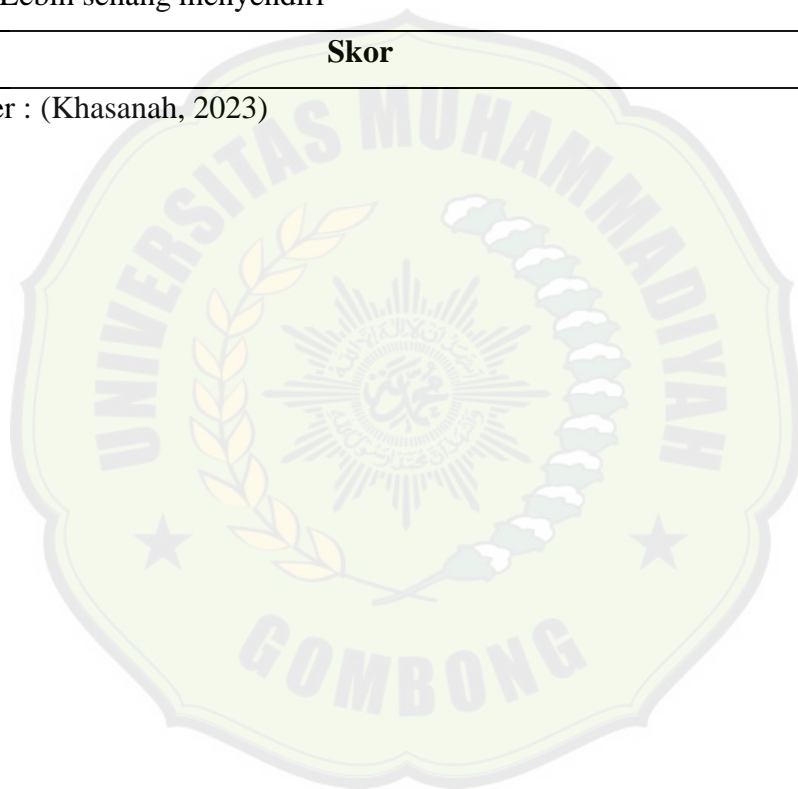 Lebih senang menyendiri
Skor
er : (Khasanah, 2023)
UNIVERSITAS MUHAMMADIYAH
GOMBONG